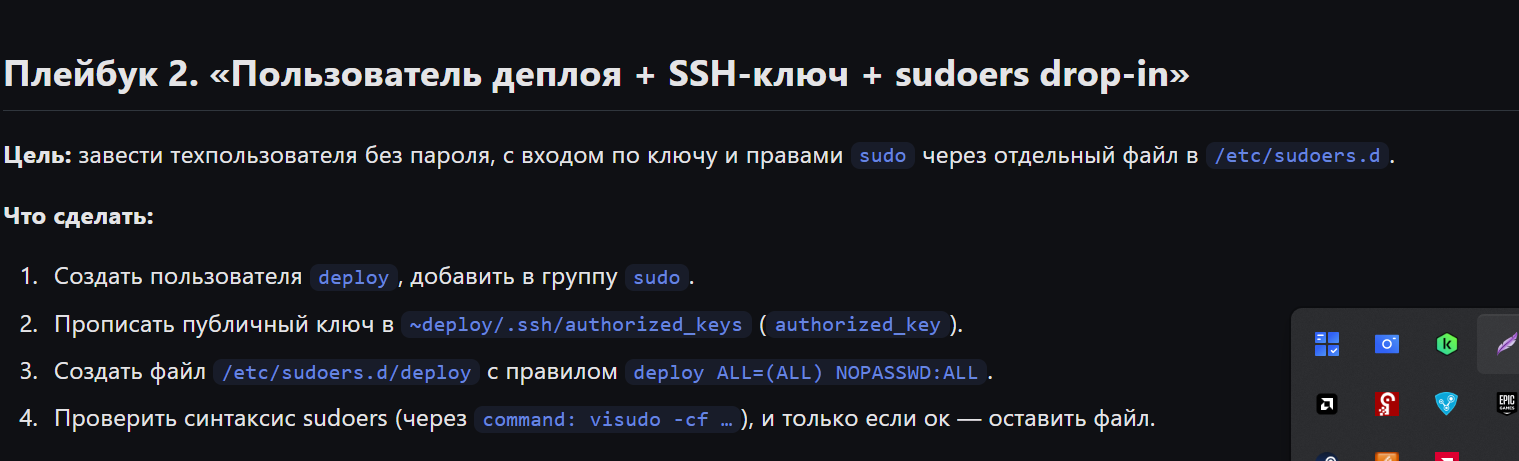 Плейбук 2. «Пользователь деплоя + SSH-ключ + sudoers drop-in»
Цель: завести техпользователя без пароля, с входом по ключу и правами sudo через отдельный файл в /etc/sudoers.d.
Что сделать:
1. Создать пользователя deploy, добавить в группу sudo.
2. Прописать публичный ключ в ~deploy/.ssh/authorized_keys (authorized_key).
3. Создать файл /etc/sudoers.d/deploy с правилом deploy ALL=(ALL) NOPASSWD:ALL.
4. Проверить синтаксис sudoers (через command: visudo -cf …), и только если ок — оставить файл.
EPIC
GAMES